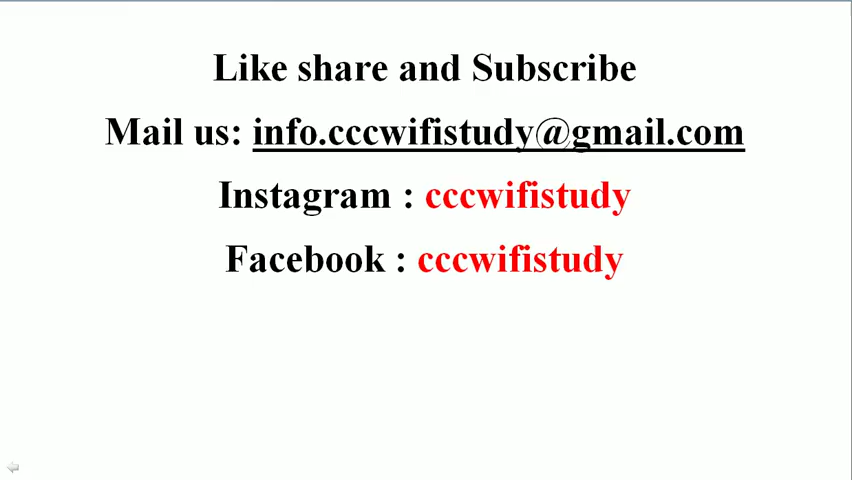 Like share and Subscribe
Mail us: info.cccwifistudy@gmail.com
Instagram : cccwifistudy
Facebook : cccwifistudy